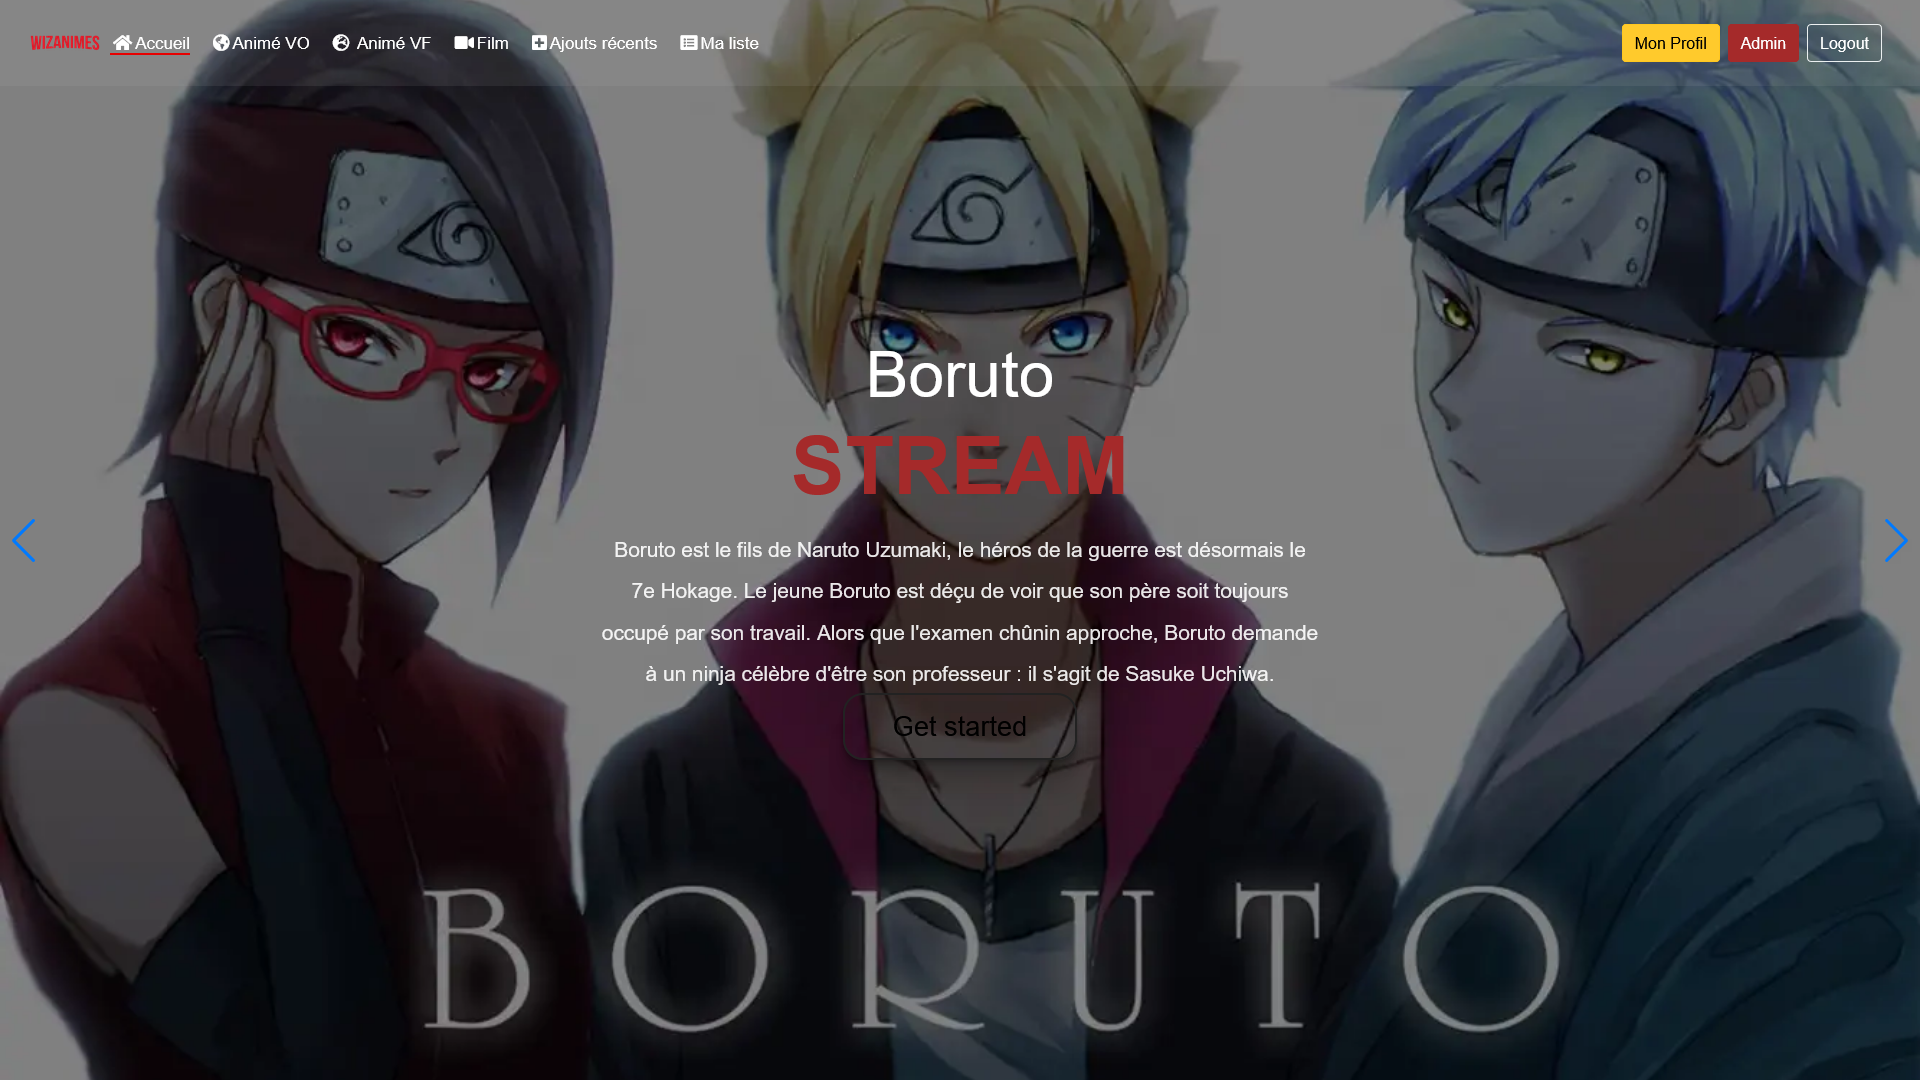 WIZANIMES Accueil Animé VO Animé VF Film Ajouts récents Ma liste Mon Profil Admin Logout
Boruto
STREAM
Boruto est le fils de Naruto Uzumaki, le héros de la guerre est désormais le
7e Hokage. Le jeune Boruto est déçu de voir que son père soit toujours
occupé par son travail. Alors que l'examen chûnin approche, Boruto demande
à un ninja célèbre d'être son professeur : il s'agit de Sasuke Uchiwa.
Get started
BORUTO